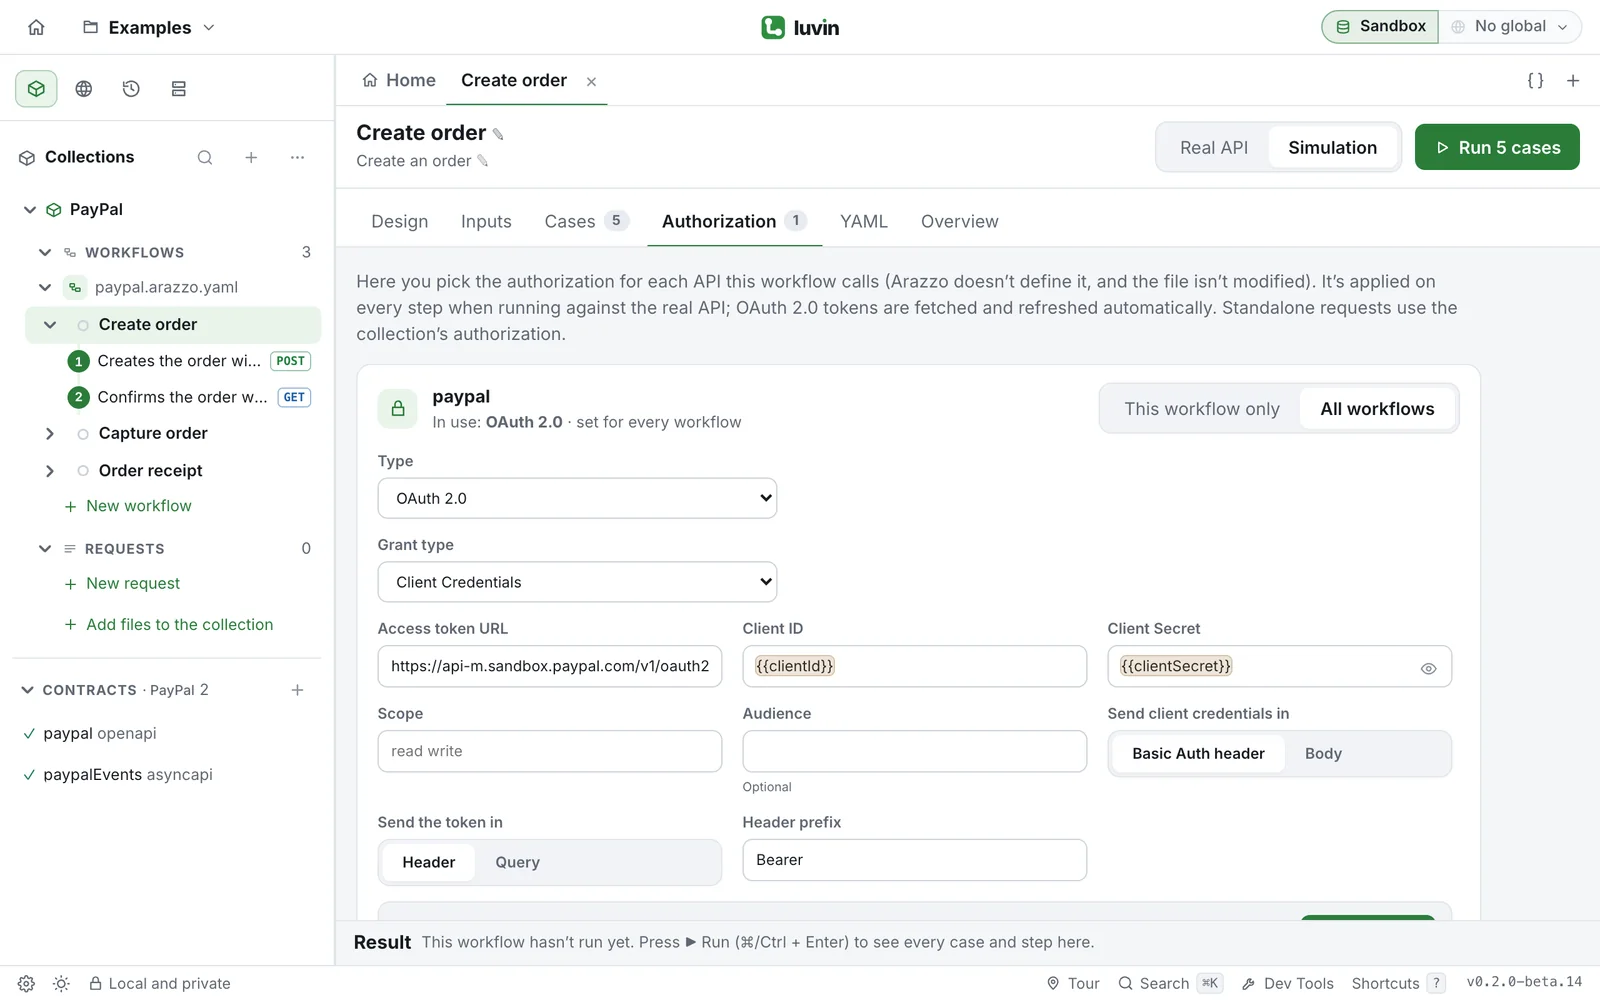 Examples
luvin
Sandbox
No global
Home
Create order
{}
Collections
Create order
Create an order
Real API
Simulation
Run 5 cases
PayPal
WORKFLOWS 3
paypal.arazzo.yaml
Create order
1 Creates the order wi... POST
2 Confirms the order w... GET
Capture order
Order receipt
+ New workflow
REQUESTS 0
+ New request
+ Add files to the collection
CONTRACTS · PayPal 2
paypal openapi
paypalEvents asyncapi
Design
Inputs
Cases 5
Authorization 1
YAML
Overview
Here you pick the authorization for each API this workflow calls (Arazzo doesn’t define it, and the file isn’t modified). It’s applied on
every step when running against the real API; OAuth 2.0 tokens are fetched and refreshed automatically. Standalone requests use the
collection’s authorization.
paypal
In use: OAuth 2.0 · set for every workflow
This workflow only
All workflows
Type
OAuth 2.0
Grant type
Client Credentials
Access token URL
https://api-m.sandbox.paypal.com/v1/oauth2
Client ID
{{clientId}}
Client Secret
{{clientSecret}}
Scope
read write
Audience
Optional
Send client credentials in
Basic Auth header
Body
Send the token in
Header
Query
Header prefix
Bearer
Result This workflow hasn’t run yet. Press ▶ Run (⌘/Ctrl + Enter) to see every case and step here.
Local and private
Tour
Search ⌘K
Dev Tools
Shortcuts ?
v0.2.0-beta.14